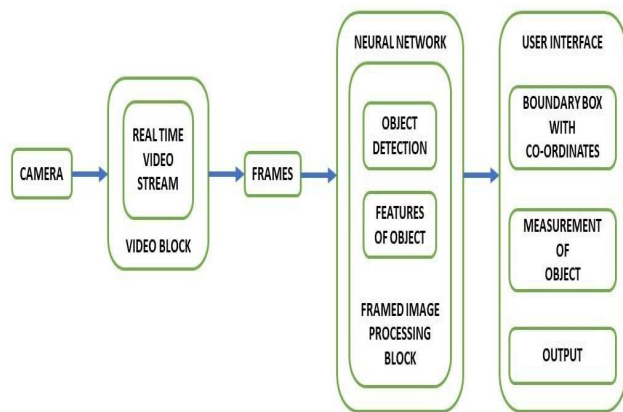 CAMERA
REAL TIME
VIDEO
STREAM
VIDEO BLOCK
FRAMES
NEURAL NETWORK
OBJECT
DETECTION
FEATURES
OF OBJECT
FRAMED IMAGE
PROCESSING
BLOCK
USER INTERFACE
BOUNDARY BOX
WITH
CO-ORDINATES
MEASUREMENT
OF
OBJECT
OUTPUT